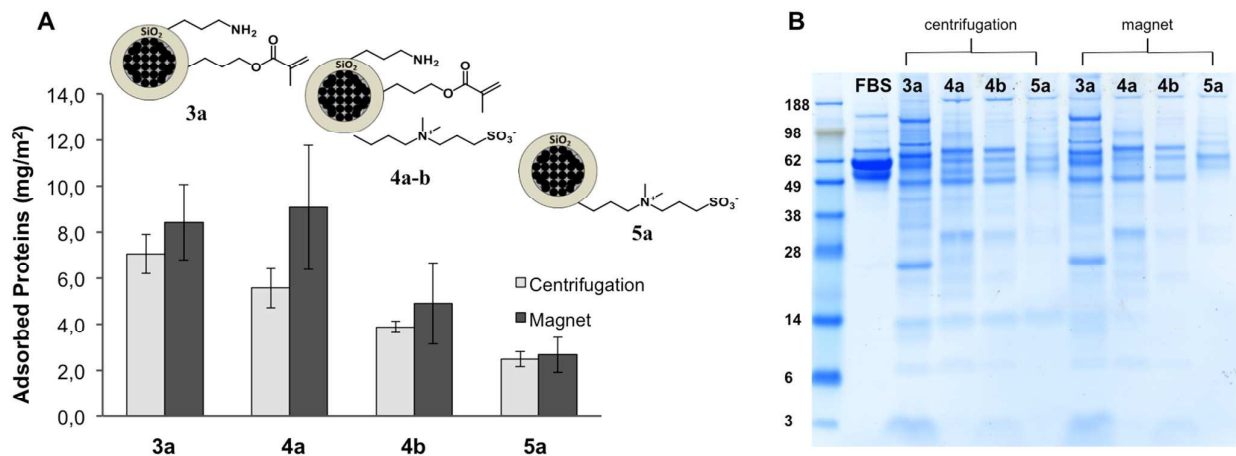 A
SiO₂
NH₂
O
O
3a
SiO₂
NH₂
O
O
N⁺
SO₃⁻
4a-b
SiO₂
N⁺
SO₃⁻
5a
Adsorbed Proteins (mg/m²)
14,0
12,0
10,0
8,0
6,0
4,0
2,0
0,0
Centrifugation
Magnet
3a 4a 4b 5a
B
centrifugation magnet
FBS 3a 4a 4b 5a 3a 4a 4b 5a
188
98
62
49
38
28
14
6
3